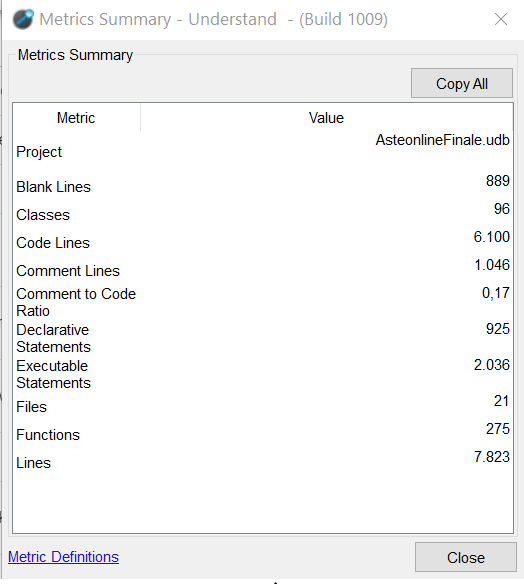 Metrics Summary - Understand - (Build 1009)
Metrics Summary
Copy All
Metric Value
Project AsteonlineFinale.udb
Blank Lines 889
Classes 96
Code Lines 6.100
Comment Lines 1.046
Comment to Code 0,17
Ratio
Declarative 925
Statements
Executable 2.036
Statements
Files 21
Functions 275
Lines 7.823
Metric Definitions
Close